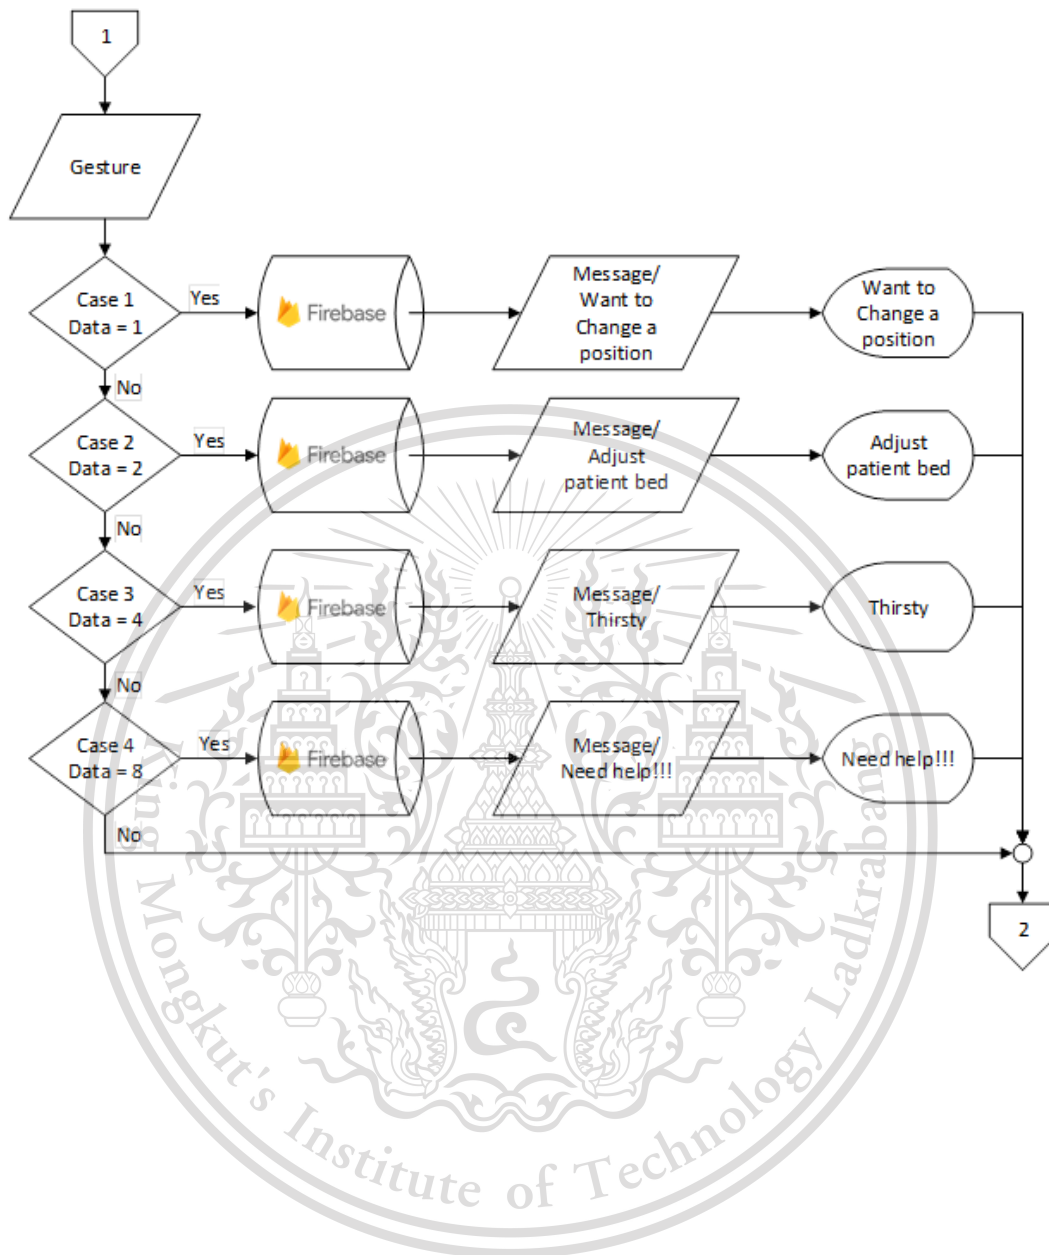 1
Gesture
Case 1
Data = 1
Yes
Firebase
Message/
Want to
Change a
position
Want to
Change a
position
No
Case 2
Data = 2
Yes
Firebase
Message/
Adjust
patient bed
Adjust
patient bed
No
Case 3
Data = 4
Yes
Firebase
Message/
Thirsty
Thirsty
No
Case 4
Data = 8
Yes
Firebase
Message/
Need help!!!
Need help!!!
No
2
Mongkut's Institute of Technology Ladkrabang